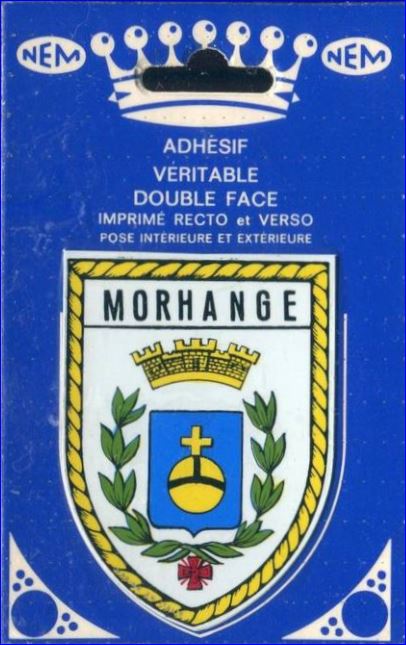 NEM NEM
ADHÉSIF
VÉRITABLE
DOUBLE FACE
IMPRIMÉ RECTO et VERSO
POSE INTÉRIEURE ET EXTÉRIEURE
MORHANGE